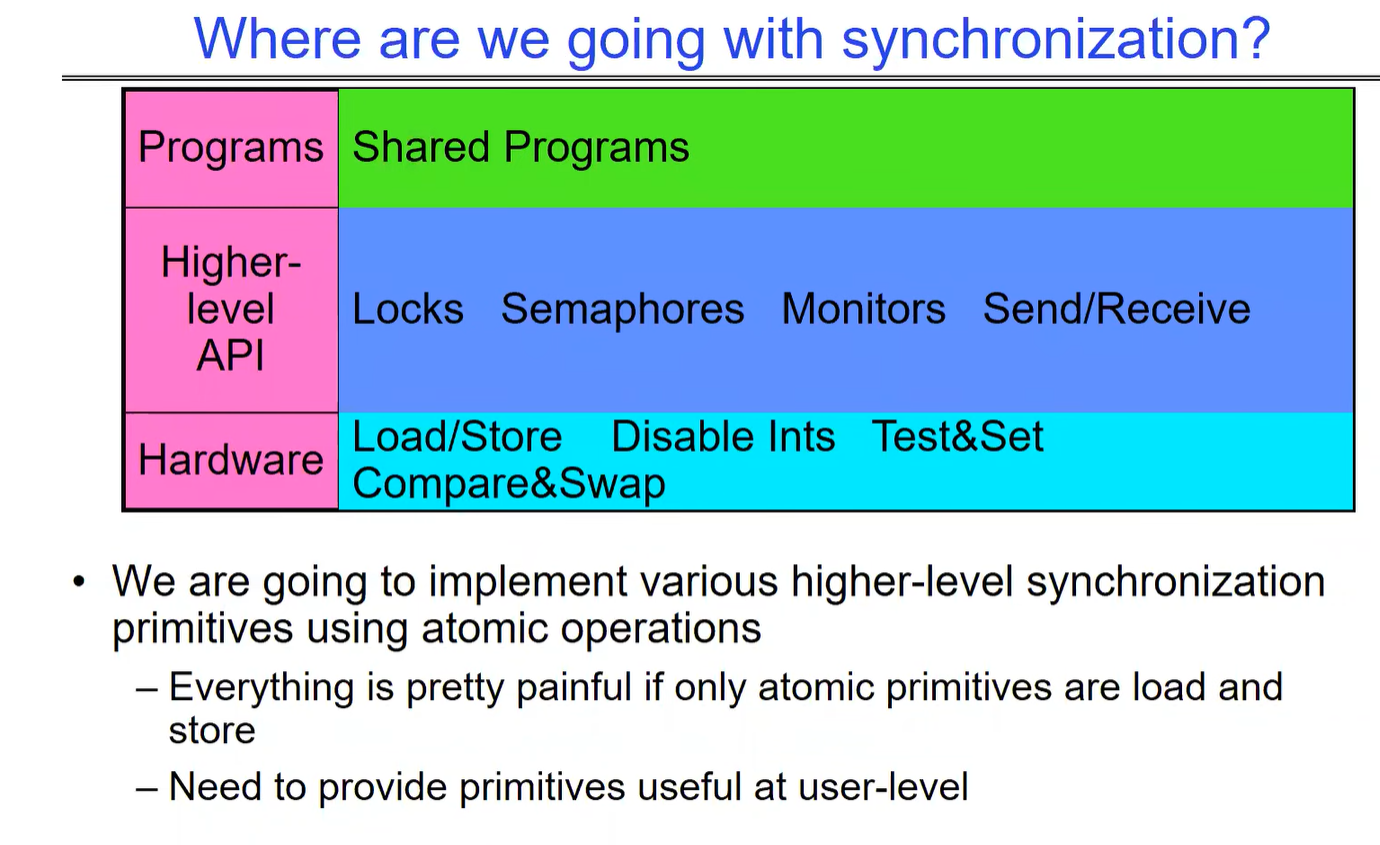 Where are we going with synchronization?
Programs
Shared Programs
Higher-
level
API
Locks Semaphores Monitors Send/Receive
Hardware
Load/Store Disable Ints Test&Set
Compare&Swap
• We are going to implement various higher-level synchronization
primitives using atomic operations
– Everything is pretty painful if only atomic primitives are load and
store
– Need to provide primitives useful at user-level